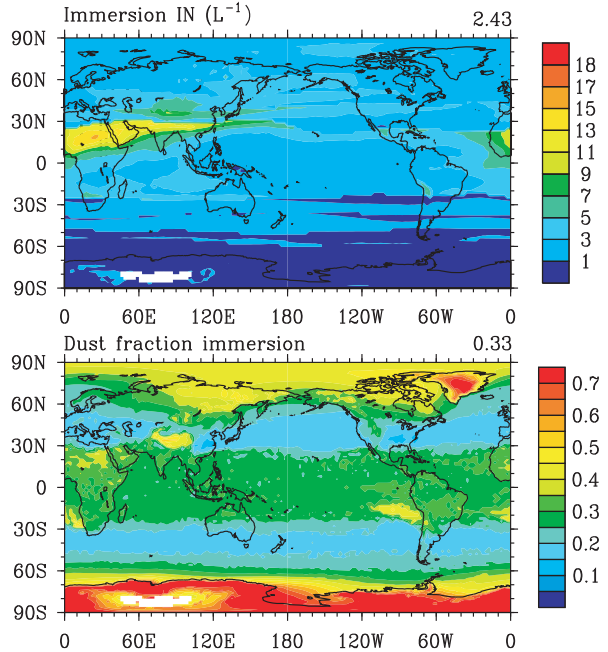 Immersion IN (L⁻¹) 2.43
90N
60N
30N
0
30S
60S
90S
0 60E 120E 180 120W 60W 0
18
17
15
13
11
9
7
5
3
1
Dust fraction immersion 0.33
90N
60N
30N
0
30S
60S
90S
0 60E 120E 180 120W 60W 0
0.7
0.6
0.5
0.4
0.3
0.2
0.1